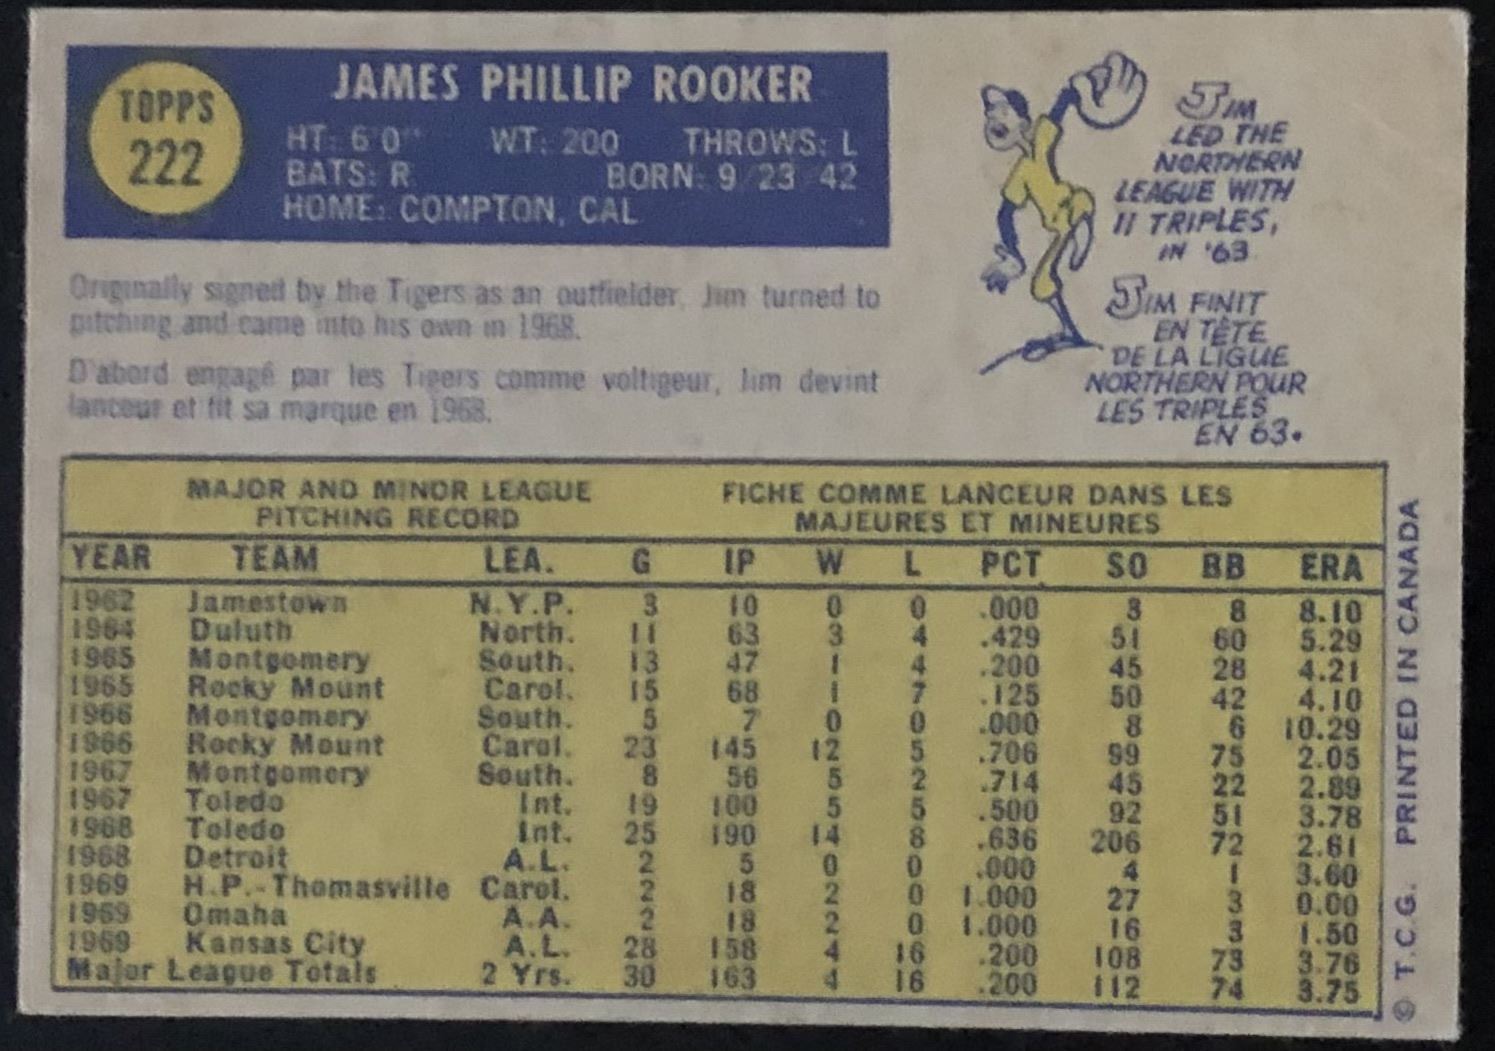 TOPPS
222
JAMES PHILLIP ROOKER
HT: 6'0" WT: 200 THROWS: L
BATS: R BORN: 9/23/42
HOME: COMPTON, CAL
JIM
LED THE
NORTHERN
LEAGUE WITH
11 TRIPLES,
IN '63
JIM FINIT
EN TÊTE
DE LA LIGUE
NORTHERN POUR
LES TRIPLES
EN 63.
Originally signed by the Tigers as an outfielder, Jim turned to
pitching and came into his own in 1968.
D'abord engagé par les Tigers comme voltigeur, Jim devint
lanceur et fit sa marque en 1968.
MAJOR AND MINOR LEAGUE
PITCHING RECORD
FICHE COMME LANCEUR DANS LES
MAJEURES ET MINEURES
YEAR TEAM LEA. G IP W L PCT SO BB ERA
1962 Jamestown N.Y.P. 3 10 0 0 .000 8 8 8.10
1964 Duluth North. 11 63 3 4 .429 51 60 5.29
1965 Montgomery South. 13 47 1 4 .200 45 28 4.21
1965 Rocky Mount Carol. 15 68 1 7 .125 50 42 4.10
1966 Montgomery South. 5 7 0 0 .000 8 6 10.29
1966 Rocky Mount Carol. 23 145 12 5 .706 99 75 2.05
1967 Montgomery South. 8 56 5 2 .714 45 22 2.89
1967 Toledo Int. 19 100 5 5 .500 92 51 3.78
1968 Toledo Int. 25 190 14 8 .636 206 72 2.61
1968 Detroit A.L. 2 5 0 0 .000 4 1 3.60
1969 H.P.-Thomasville Carol. 2 18 2 0 1.000 27 3 0.00
1969 Omaha A.A. 2 18 2 0 1.000 16 3 1.50
1969 Kansas City A.L. 28 158 4 16 .200 108 73 3.76
Major League Totals 2 Yrs. 30 163 4 16 .200 112 74 3.75
© T.C.G. PRINTED IN CANADA